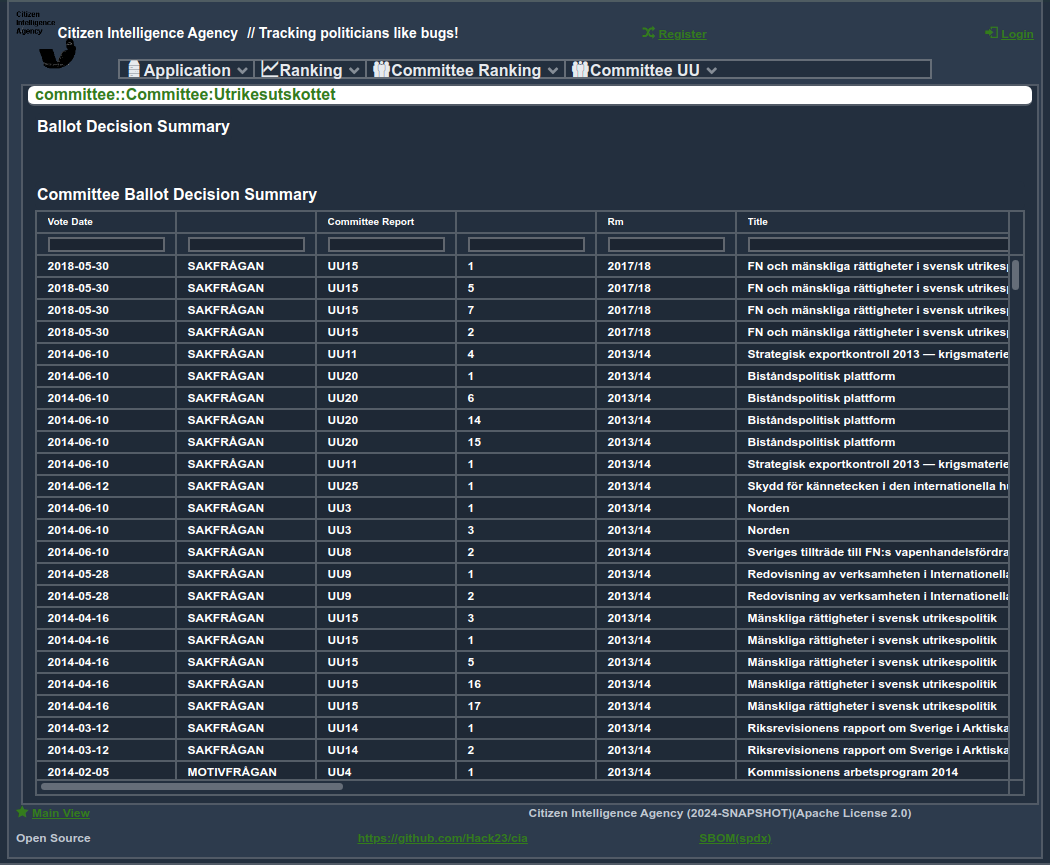 Citizen
Intelligence
Agency
Citizen Intelligence Agency // Tracking politicians like bugs!
Register
Login
Application Ranking Committee Ranking Committee UU
committee::Committee:Utrikesutskottet
Ballot Decision Summary
Committee Ballot Decision Summary
Vote Date Committee Report Rm Title
2018-05-30 SAKFRÅGAN UU15 1 2017/18 FN och mänskliga rättigheter i svensk utrikesp
2018-05-30 SAKFRÅGAN UU15 5 2017/18 FN och mänskliga rättigheter i svensk utrikesp
2018-05-30 SAKFRÅGAN UU15 7 2017/18 FN och mänskliga rättigheter i svensk utrikesp
2018-05-30 SAKFRÅGAN UU15 2 2017/18 FN och mänskliga rättigheter i svensk utrikesp
2014-06-10 SAKFRÅGAN UU11 4 2013/14 Strategisk exportkontroll 2013 — krigsmaterie
2014-06-10 SAKFRÅGAN UU20 1 2013/14 Biståndspolitisk plattform
2014-06-10 SAKFRÅGAN UU20 6 2013/14 Biståndspolitisk plattform
2014-06-10 SAKFRÅGAN UU20 14 2013/14 Biståndspolitisk plattform
2014-06-10 SAKFRÅGAN UU20 15 2013/14 Biståndspolitisk plattform
2014-06-10 SAKFRÅGAN UU11 1 2013/14 Strategisk exportkontroll 2013 — krigsmaterie
2014-06-12 SAKFRÅGAN UU25 1 2013/14 Skydd för kännetecken i den internationella hu
2014-06-10 SAKFRÅGAN UU3 1 2013/14 Norden
2014-06-10 SAKFRÅGAN UU3 3 2013/14 Norden
2014-06-10 SAKFRÅGAN UU8 2 2013/14 Sveriges tillträde till FN:s vapenhandelsfördra
2014-05-28 SAKFRÅGAN UU9 1 2013/14 Redovisning av verksamheten i Internationella
2014-05-28 SAKFRÅGAN UU9 2 2013/14 Redovisning av verksamheten i Internationella
2014-04-16 SAKFRÅGAN UU15 3 2013/14 Mänskliga rättigheter i svensk utrikespolitik
2014-04-16 SAKFRÅGAN UU15 1 2013/14 Mänskliga rättigheter i svensk utrikespolitik
2014-04-16 SAKFRÅGAN UU15 5 2013/14 Mänskliga rättigheter i svensk utrikespolitik
2014-04-16 SAKFRÅGAN UU15 16 2013/14 Mänskliga rättigheter i svensk utrikespolitik
2014-04-16 SAKFRÅGAN UU15 17 2013/14 Mänskliga rättigheter i svensk utrikespolitik
2014-03-12 SAKFRÅGAN UU14 1 2013/14 Riksrevisionens rapport om Sverige i Arktiska
2014-03-12 SAKFRÅGAN UU14 2 2013/14 Riksrevisionens rapport om Sverige i Arktiska
2014-02-05 MOTIVFRÅGAN UU4 1 2013/14 Kommissionens arbetsprogram 2014
Main View Citizen Intelligence Agency (2024-SNAPSHOT)(Apache License 2.0)
Open Source https://github.com/Hack23/cia SBOM(spdx)